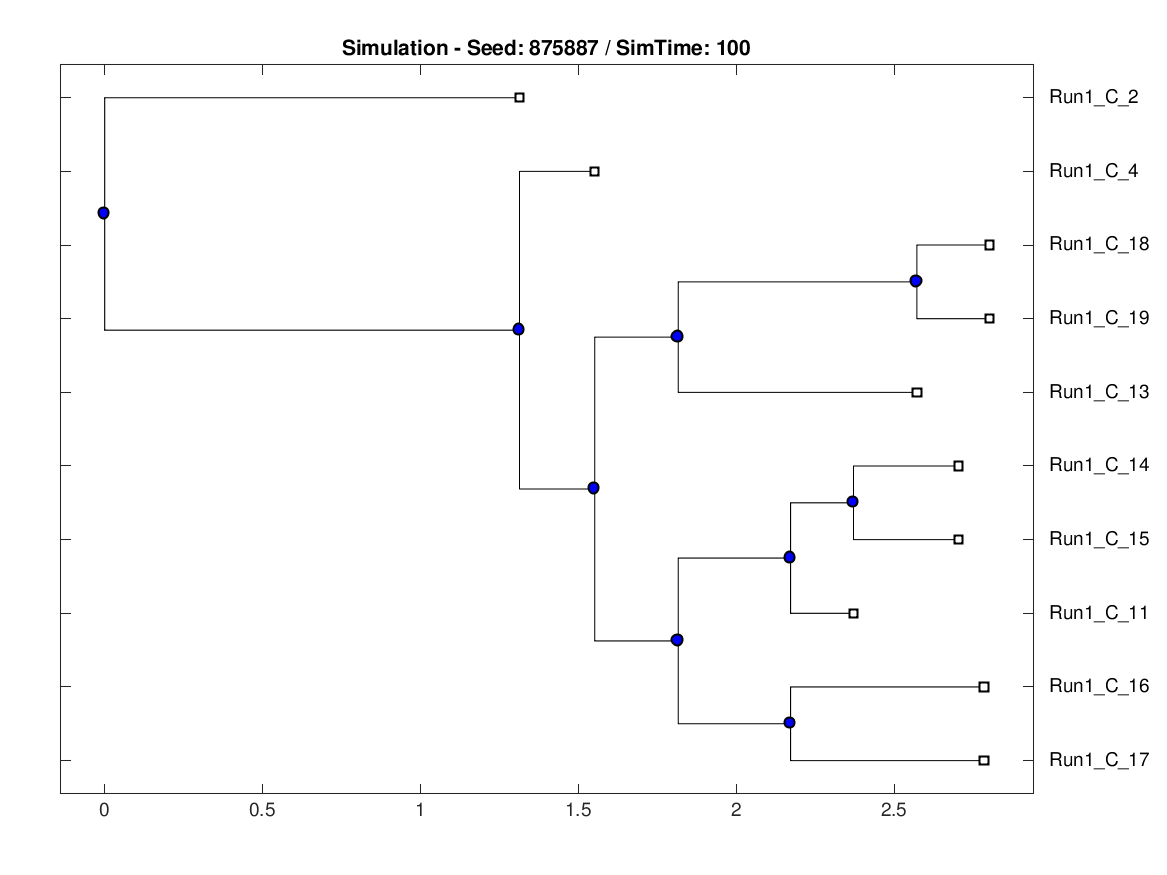 Simulation - Seed: 875887 / SimTime: 100
Run1_C_2
Run1_C_4
Run1_C_18
Run1_C_19
Run1_C_13
Run1_C_14
Run1_C_15
Run1_C_11
Run1_C_16
Run1_C_17
0 0.5 1 1.5 2 2.5